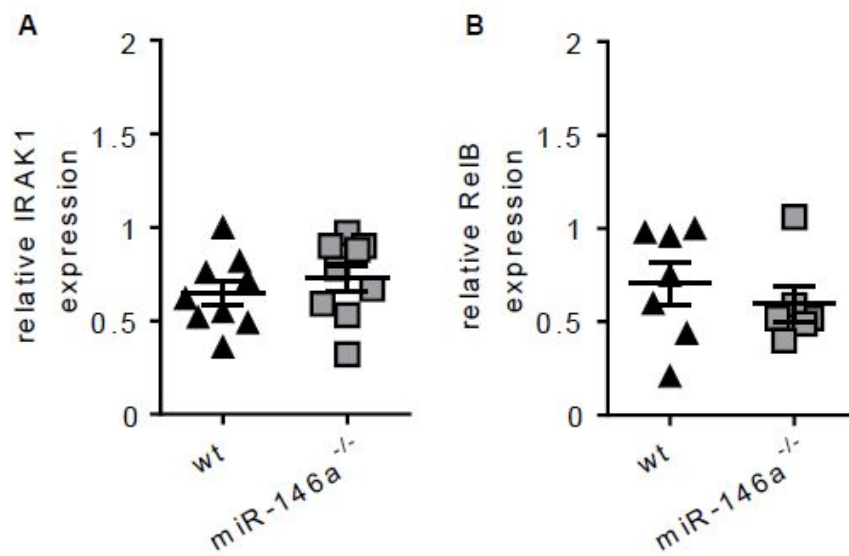 A
relative IRAK1
expression
2
1.5
1
0.5
0
wt
miR-146a-/-
B
relative RelB
expression
2
1.5
1
0.5
0
wt
miR-146a-/-